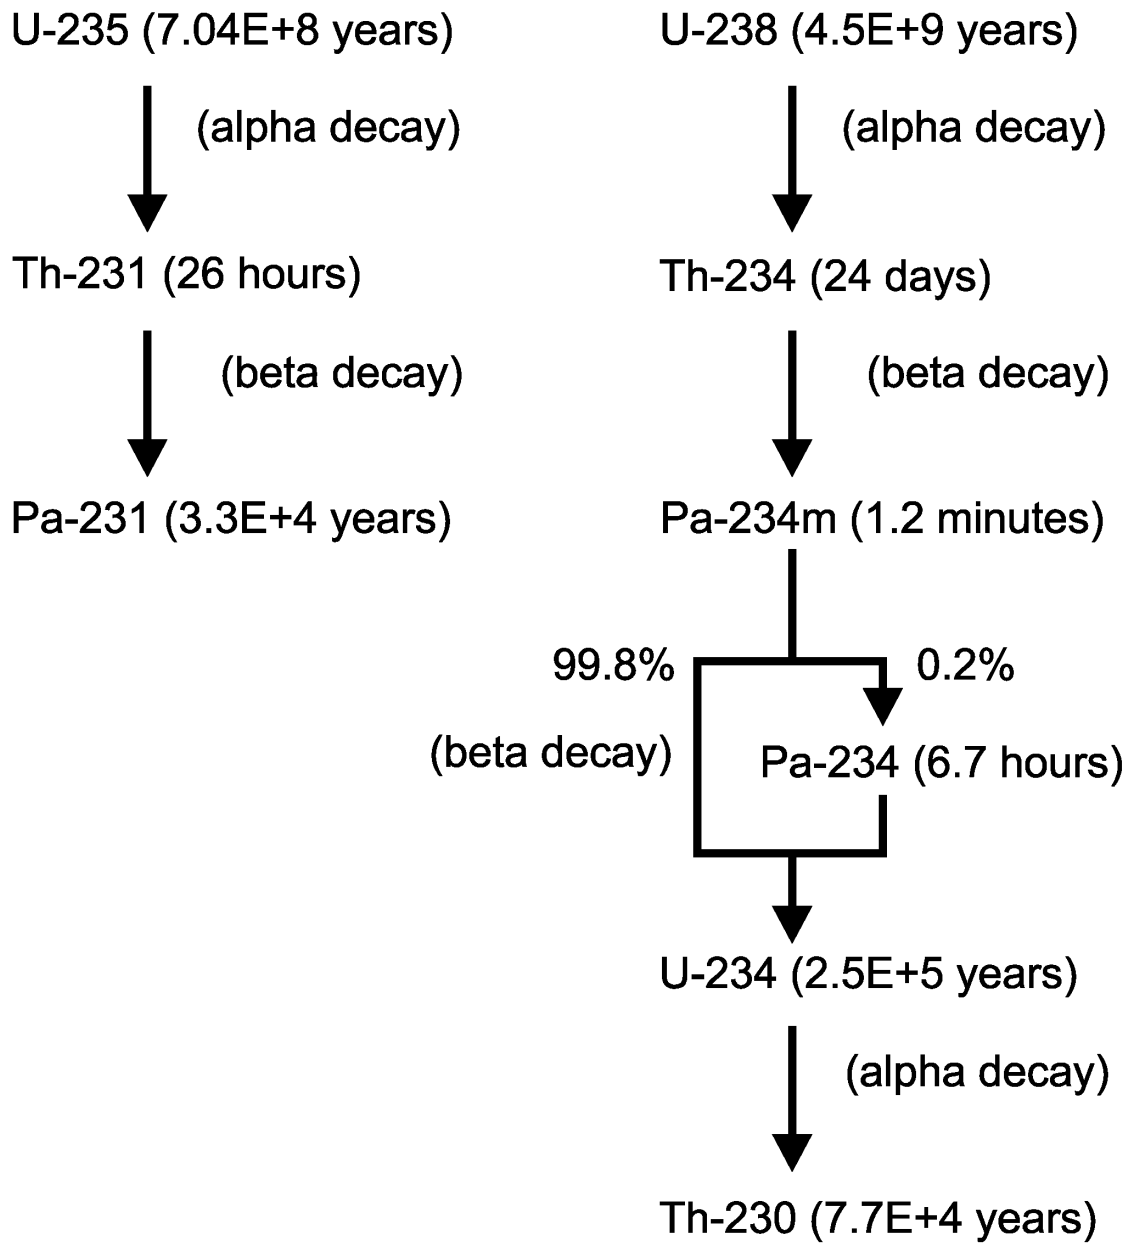 U-235 (7.04E+8 years)
(alpha decay)
Th-231 (26 hours)
(beta decay)
Pa-231 (3.3E+4 years)
U-238 (4.5E+9 years)
(alpha decay)
Th-234 (24 days)
(beta decay)
Pa-234m (1.2 minutes)
99.8%
0.2%
(beta decay)
Pa-234 (6.7 hours)
U-234 (2.5E+5 years)
(alpha decay)
Th-230 (7.7E+4 years)